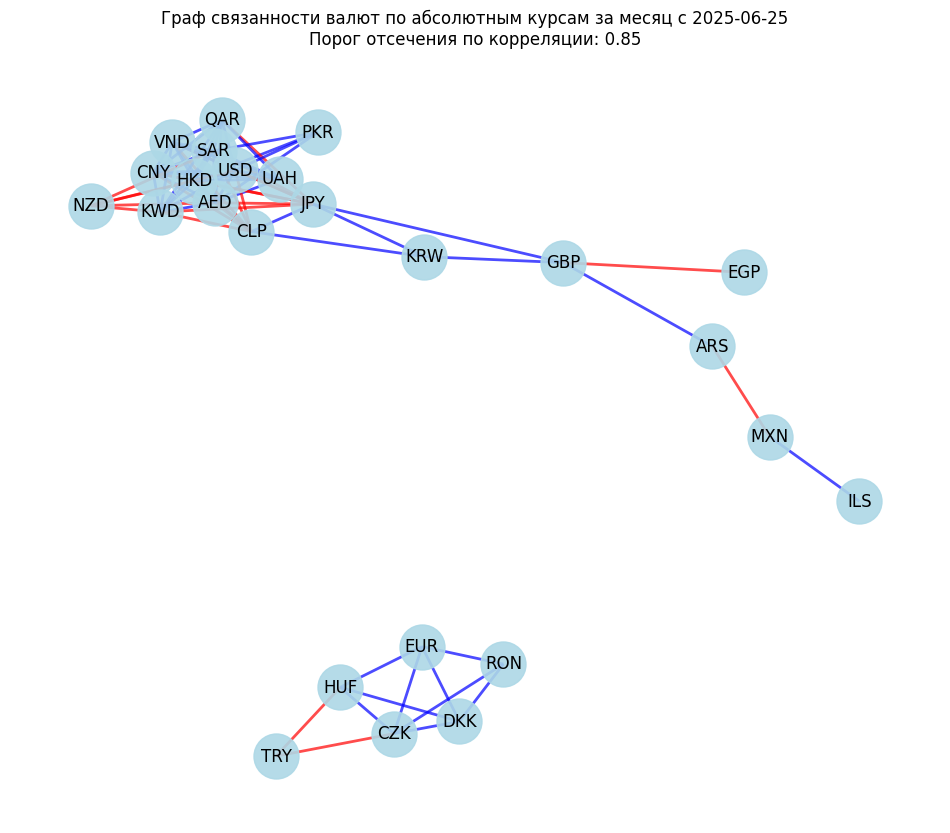 Граф связанности валют по абсолютным курсам за месяц с 2025-06-25
Порог отсечения по корреляции: 0.85
QAR
PKR
VND
SAR
CNY
USD
HKD
UAH
NZD
KWD
AED
JPY
CLP
KRW
GBP
EGP
ARS
MXN
ILS
EUR
RON
HUF
DKK
CZK
TRY